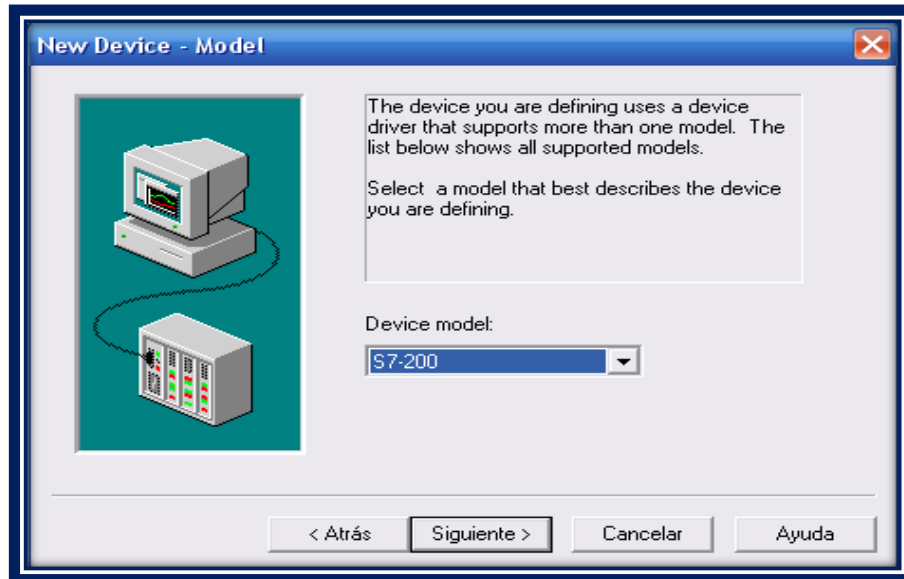 New Device - Model
The device you are defining uses a device
driver that supports more than one model. The
list below shows all supported models.
Select a model that best describes the device
you are defining.
Device model:
S7-200
< Atrás Siguiente > Cancelar Ayuda